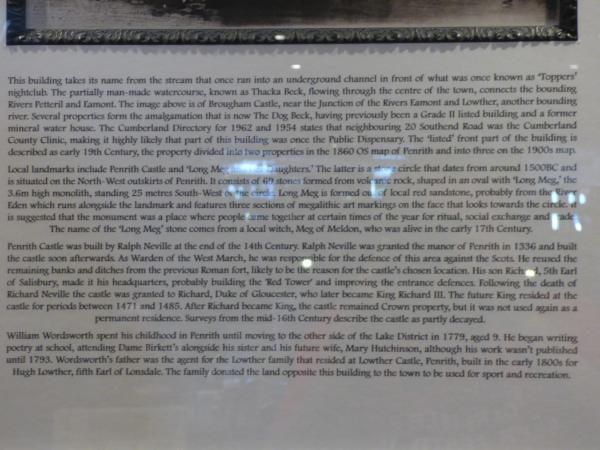 This building takes its name from the stream that once ran into an underground channel in front of what was once known as 'Toppers'
nightclub. The partially man-made watercourse, known as Thacka Beck, flowing through the centre of the town, connects the bounding
Rivers Petteril and Eamont. The image above is of Brougham Castle, near the Junction of the Rivers Eamont and Lowther, another bounding
river. Several properties form the amalgamation that is now The Dog Beck, having previously been a Grade II listed building and a former
mineral water house. The Cumberland Directory for 1962 and 1954 states that neighbouring 20 Southend Road was the Cumberland
County Clinic, making it highly likely that part of this building was once the Public Dispensary. The 'listed' front part of the building is
described as early 19th Century, the property divided into two properties in the 1860 OS map of Penrith and into three on the 1900s map.
Local landmarks include Penrith Castle and 'Long Me Daughters.' The latter is a circle that dates from around 1500BC and
is situated on the North-West outskirts of Penrith. It consists of 69 stones formed from volcanic rock, shaped in an oval with 'Long Meg,' the
3.6m high monolith, standing 25 metres South-West of the circle. Long Meg is formed out of local red sandstone, probably from the River
Eden which runs alongside the landmark and features three sections of megalithic art markings on the face that looks towards the circle. It
is suggested that the monument was a place where people came together at certain times of the year for ritual, social exchange and trade.
The name of the 'Long Meg' stone comes from a local witch, Meg of Meldon, who was alive in the early 17th Century.
Penrith Castle was built by Ralph Neville at the end of the 14th Century. Ralph Neville was granted the manor of Penrith in 1336 and built
the castle soon afterwards. As Warden of the West March, he was responsible for the defence of this area against the Scots. He reused the
remaining banks and ditches from the previous Roman fort, likely to be the reason for the castle's chosen location. His son Richard, 5th Earl
of Salisbury, made it his headquarters, probably building the 'Red Tower' and improving the entrance defences. Following the death of
Richard Neville the castle was granted to Richard, Duke of Gloucester, who later became King Richard III. The future King resided at the
castle for periods between 1471 and 1485. After Richard became King, the castle remained Crown property, but it was not used again as a
permanent residence. Surveys from the mid-16th Century describe the castle as partly decayed.
William Wordsworth spent his childhood in Penrith until moving to the other side of the Lake District in 1779, aged 9. He began writing
poetry at school, attending Dame Birkett's alongside his sister and his future wife, Mary Hutchinson, although his work wasn't published
until 1793. Wordsworth's father was the agent for the Lowther family that resided at Lowther Castle, Penrith, built in the early 1800s for
Hugh Lowther, fifth Earl of Lonsdale. The family donated the land opposite this building to the town to be used for sport and recreation.